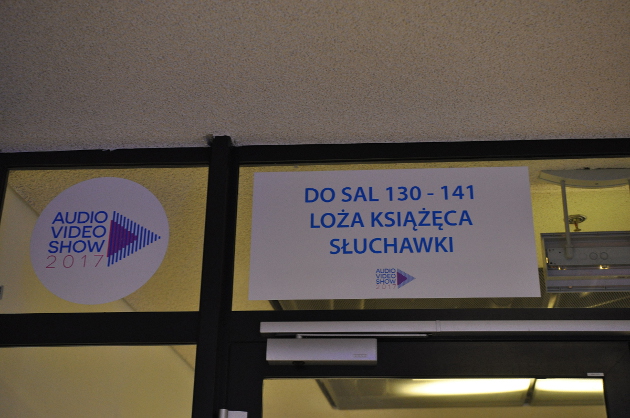 AUDIO
VIDEO
SHOW
2017
DO SAL 130 - 141
LOŻA KSIĄŻĘCA
SŁUCHAWKI
AUDIO
VIDEO
SHOW
2017